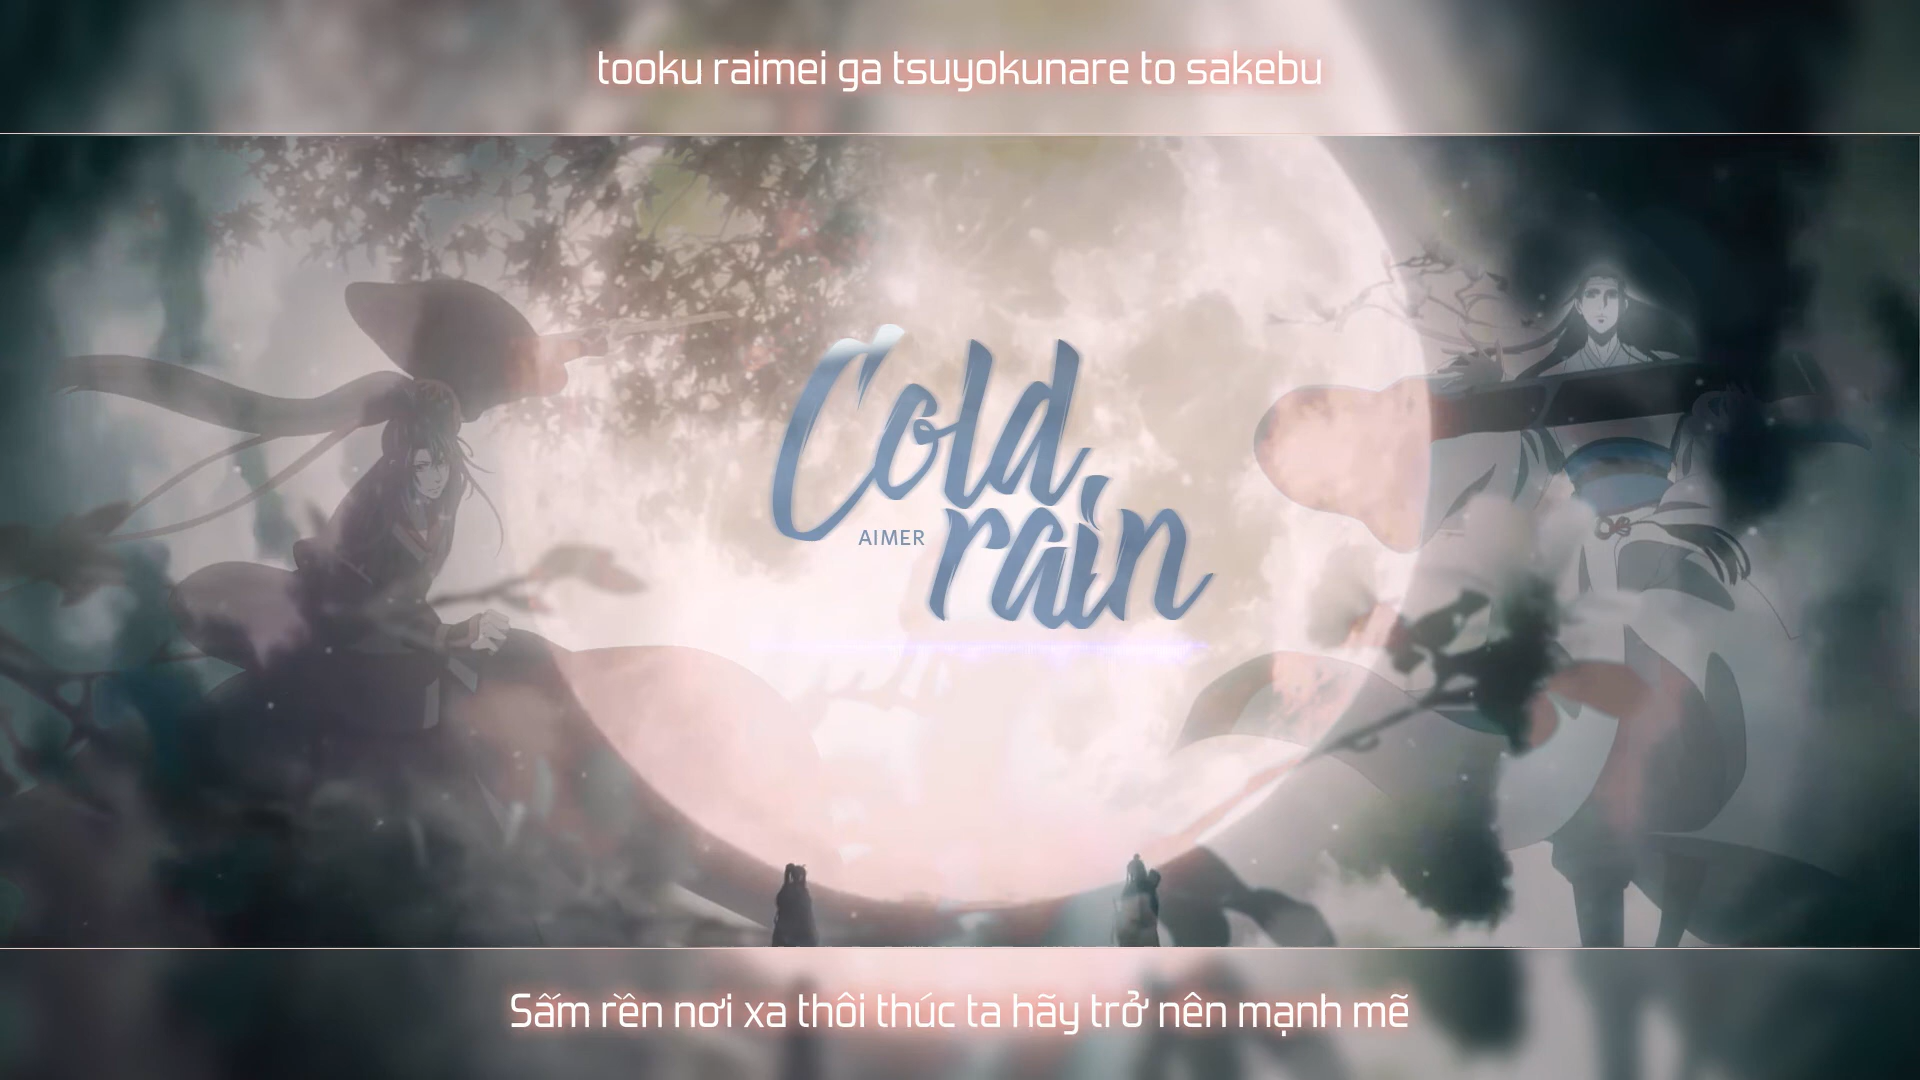 tooku raimei ga tsuyokunare to sakebu
Cold
AIMER
rain
Sấm rền nơi xa thôi thúc ta hãy trở nên mạnh mẽ